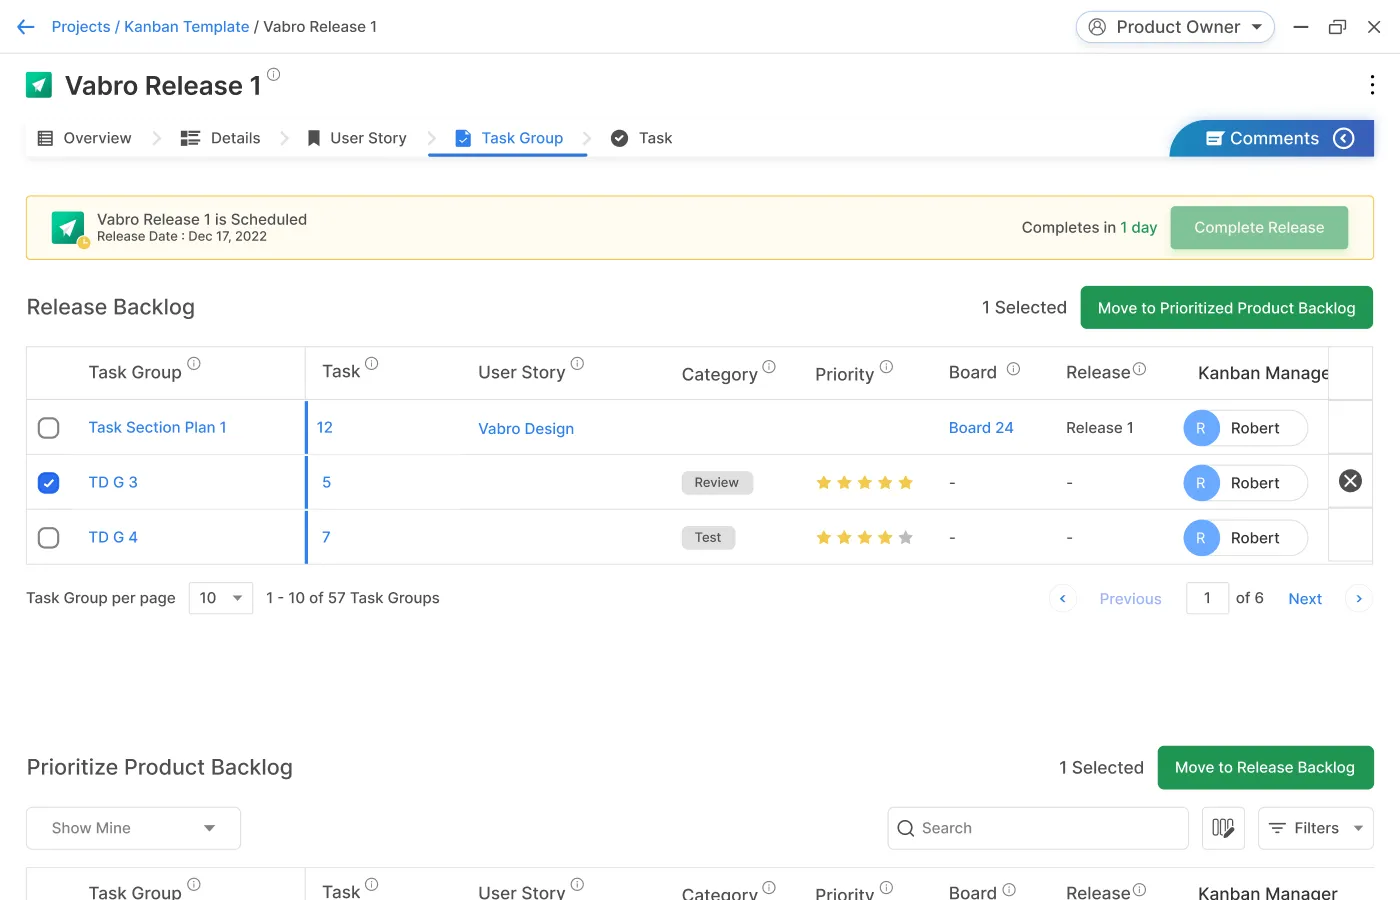 Projects / Kanban Template / Vabro Release 1
Product Owner
Vabro Release 1
Overview
Details
User Story
Task Group
Task
Comments
Vabro Release 1 is Scheduled
Release Date : Dec 17, 2022
Completes in 1 day
Complete Release
Release Backlog
1 Selected
Move to Prioritized Product Backlog
Task Group Task User Story Category Priority Board Release Kanban Manage
Task Section Plan 1 12 Vabro Design Board 24 Release 1 R Robert
TD G 3 5 Review - - R Robert
TD G 4 7 Test - - R Robert
Task Group per page 10 1 - 10 of 57 Task Groups
Previous 1 of 6 Next
Prioritize Product Backlog
1 Selected
Move to Release Backlog
Show Mine
Search
Filters
Task Group Task User Story Category Priority Board Release Kanban Manager